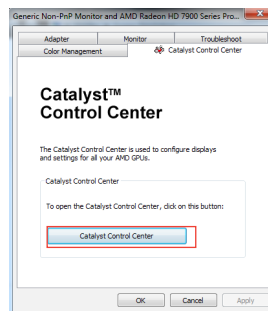 Generic Non-PnP Monitor and AMD Radeon HD 7900 Series Pro...
Adapter
Monitor
Troubleshoot
Color Management
Catalyst Control Center
Catalyst™
Control Center
The Catalyst Control Center is used to configure displays
and settings for all your AMD GPUs.
Catalyst Control Center
To open the Catalyst Control Center, click on this button:
Catalyst Control Center
OK
Cancel
Apply